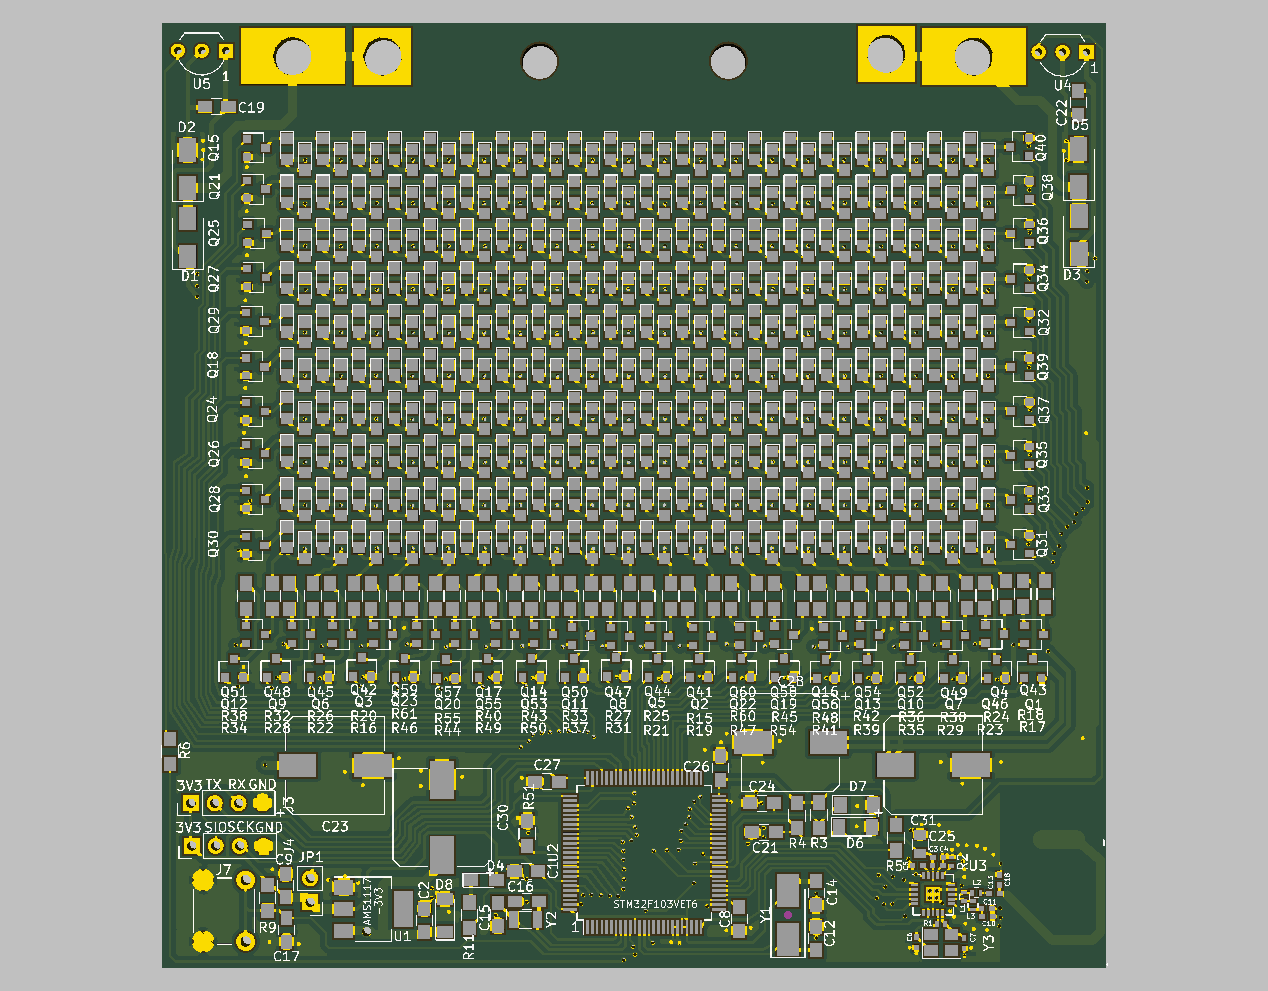 U5
1
U4
1
C19
C22
D2
D5
Q15
Q40
Q21
Q38
Q25
Q36
D1
D3
Q27
Q34
Q29
Q32
Q18
Q39
Q24
Q37
Q26
Q35
Q28
Q33
Q30
Q31
C28
Q51 Q48 Q45 Q42 Q59 Q57 Q17 Q14 Q50 Q47 Q44 Q41 Q60 Q58 Q16 Q54 Q52 Q49 Q4 Q43
Q12 Q9 Q6 Q3 Q23 Q20 Q55 Q53 Q11 Q8 Q5 Q2 Q22 Q19 Q56 Q13 Q10 Q7 Q46 Q1
R38 R32 R26 R20 R61 R55 R40 R43 R33 R27 R25 R15 R60 R45 R48 R42 R36 R30 R24 R18
R34 R28 R22 R16 R46 R44 R49 R50 R37 R31 R21 R19 R47 R54 R41 R39 R35 R29 R23 R17
R6
C26
C27
3V3 TX RX GND
J3
R51
C24
D7
C23
C30
C31
3V3 SIO SCK GND
J4
R4 R3
D6
C25
C21
C3 C4
C9
JP1
U2
R5
R2
U3
J7
D4
C1
C16
AMS1117
-3V3
C2
D8
STM32F103VET6
C14
R9
U1
C15
Y2
1
C8
Y1
C12
R1
Y3
C17
R11